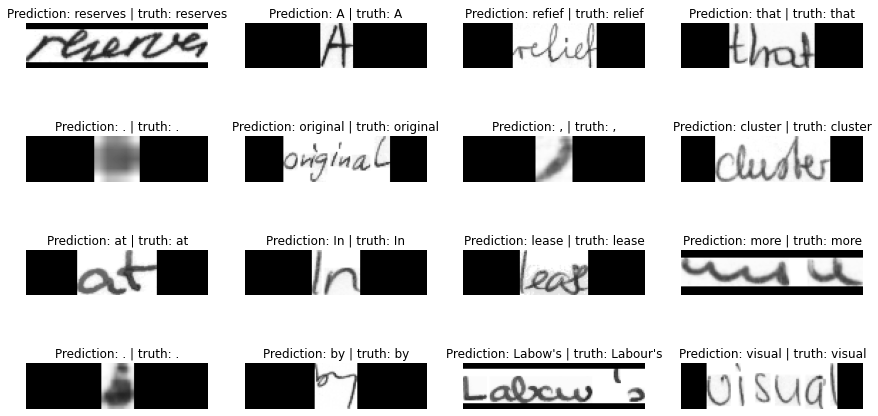 Prediction: reserves | truth: reserves Prediction: A | truth: A Prediction: refief | truth: relief Prediction: that | truth: that
reserves A relief that
Prediction: . | truth: . Prediction: original | truth: original Prediction: , | truth: , Prediction: cluster | truth: cluster
. original , cluster
Prediction: at | truth: at Prediction: In | truth: In Prediction: lease | truth: lease Prediction: more | truth: more
at In lease more
Prediction: . | truth: . Prediction: by | truth: by Prediction: Labow's | truth: Labour's Prediction: visual | truth: visual
. by Labour's visual